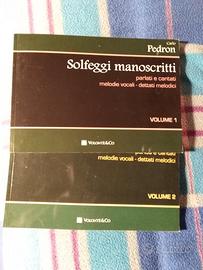 Carlo
Pedron
Solfeggi manoscritti
parlati e cantati
melodie vocali - dettati melodici
VOLUME 1
VOLONTÈ&CO
parlati e cantati
melodie vocali - dettati melodici
VOLUME 2
VOLONTÈ&CO